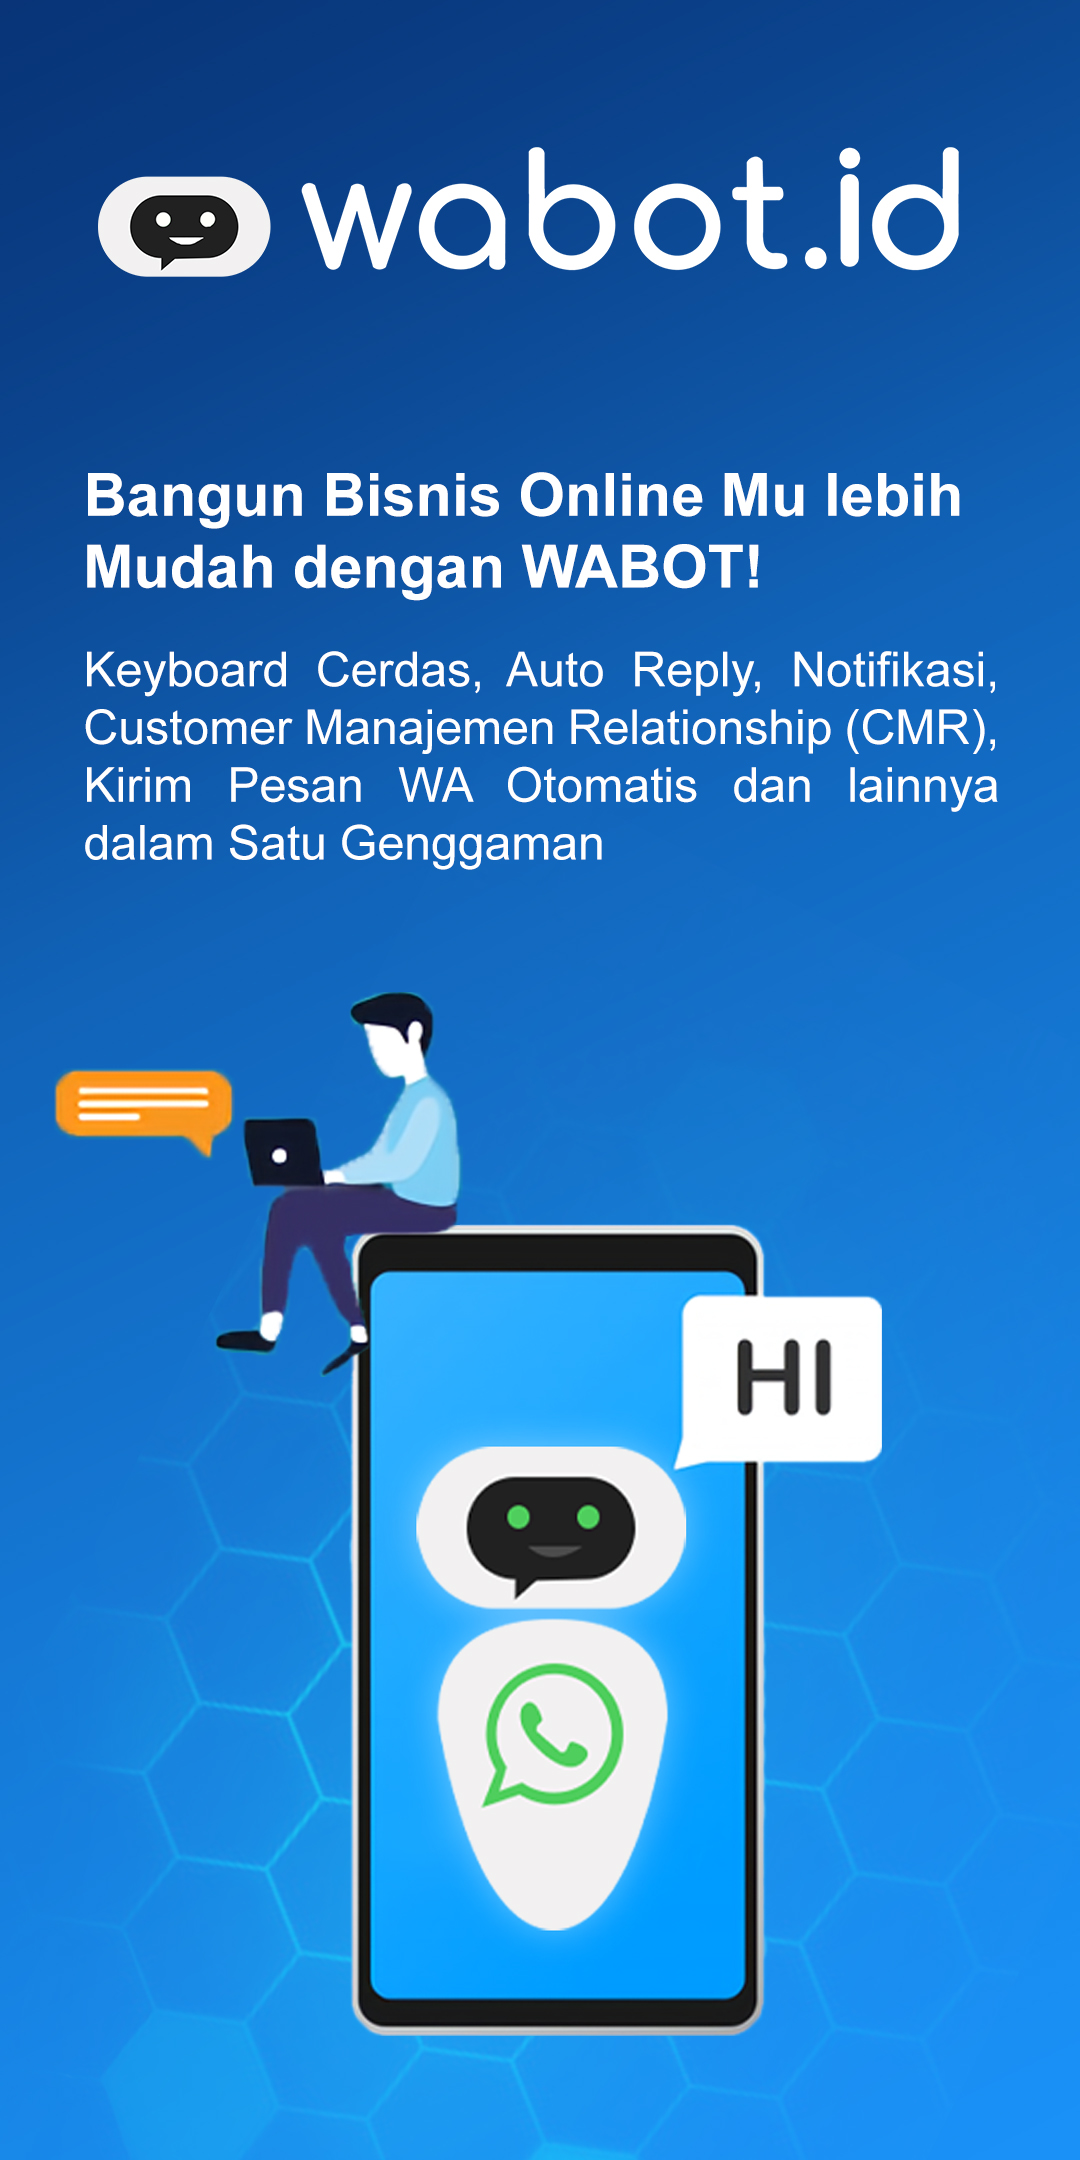 wabot.id
Bangun Bisnis Online Mu lebih
Mudah dengan WABOT!
Keyboard Cerdas, Auto Reply, Notifikasi,
Customer Manajemen Relationship (CMR),
Kirim Pesan WA Otomatis dan lainnya
dalam Satu Genggaman
HI